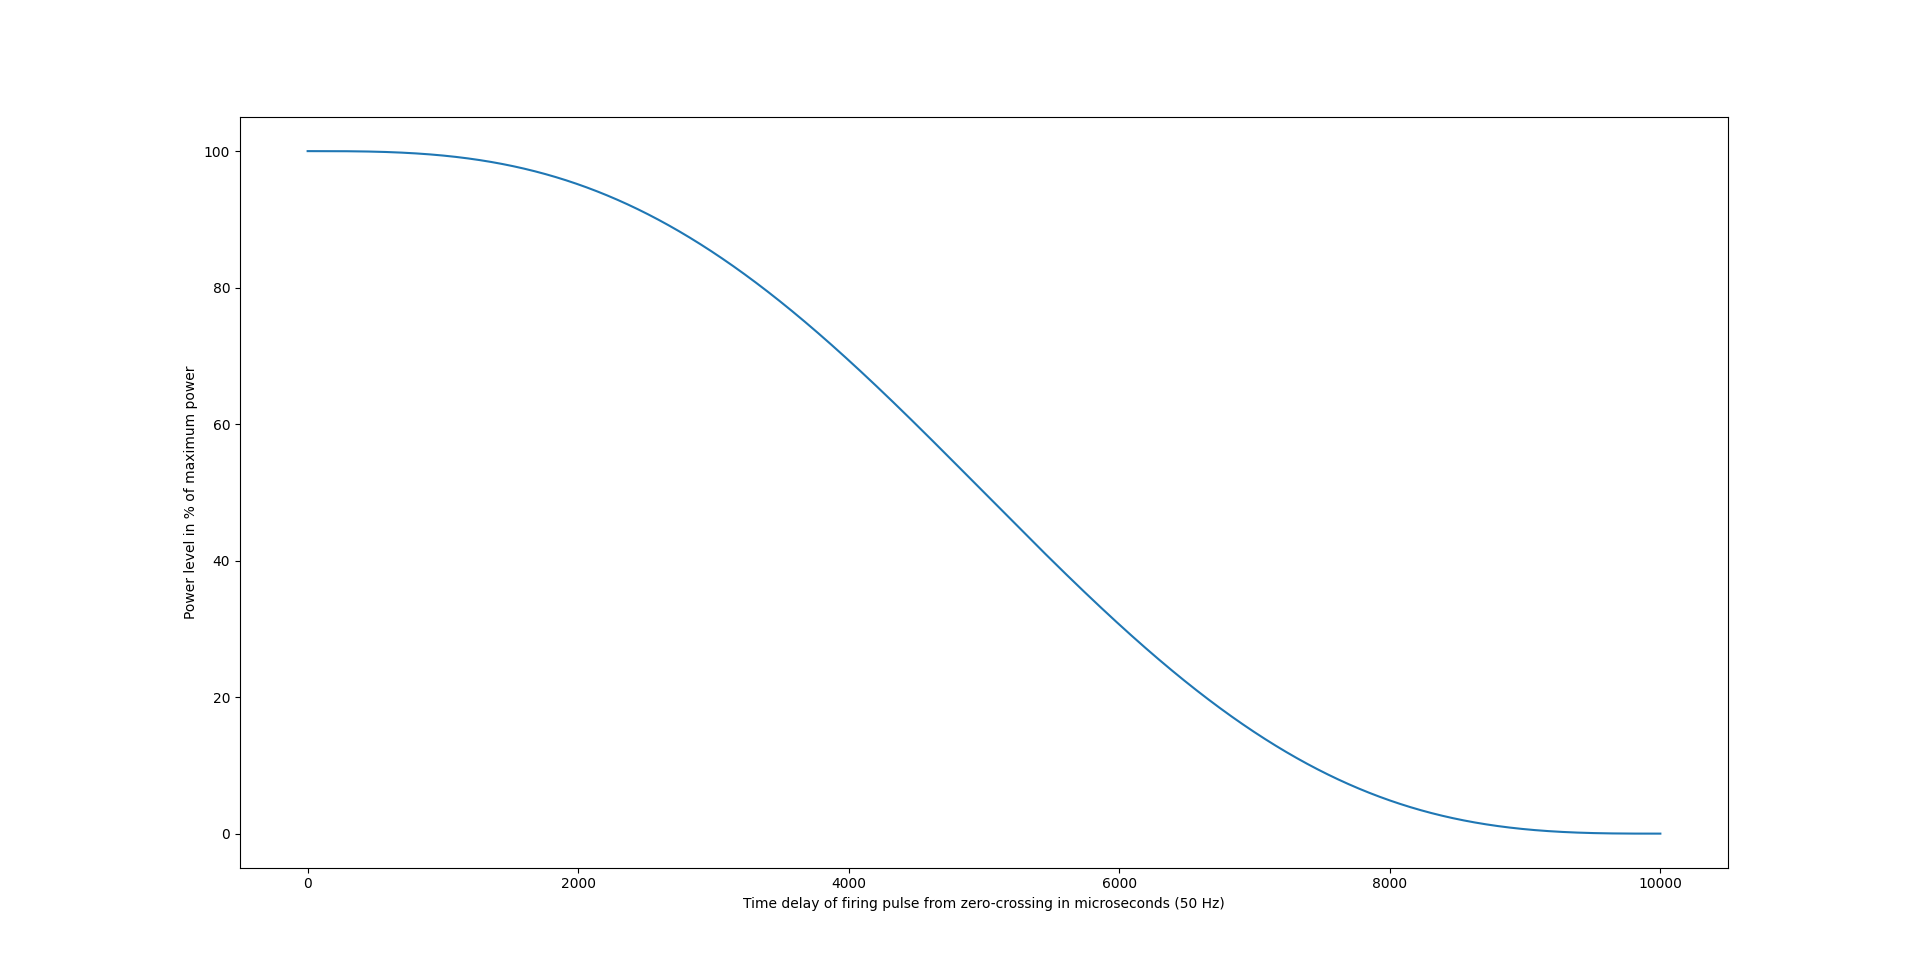 Power level in % of maximum power
100
80
60
40
20
0
0 2000 4000 6000 8000 10000
Time delay of firing pulse from zero-crossing in microseconds (50 Hz)